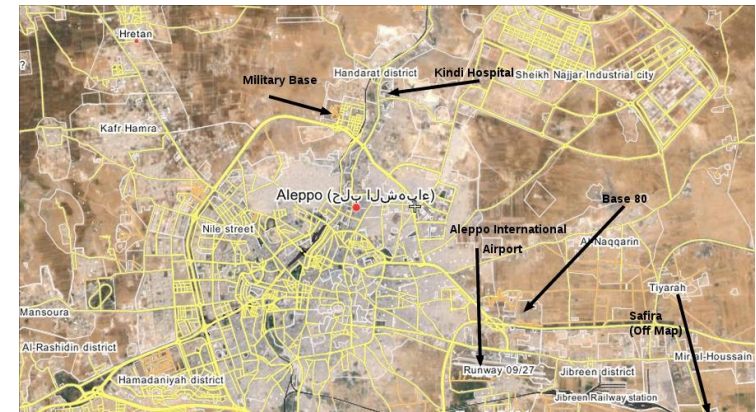 Hretan
?
Handarat district
Kindi Hospital
Sheikh Najjar Industrial city
Military Base
Kafr Hamra
Aleppo (حلب الشهباء)
Base 80
Nile street
Aleppo International
Airport
Al-Naqqarin
Tiyarah
Mansoura
Safira
(Off Map)
Al-Rashidin district
Mir al-Houssain
Hamadaniyah district
Runway 09/27
Jibreen district
Jibreen Railway station